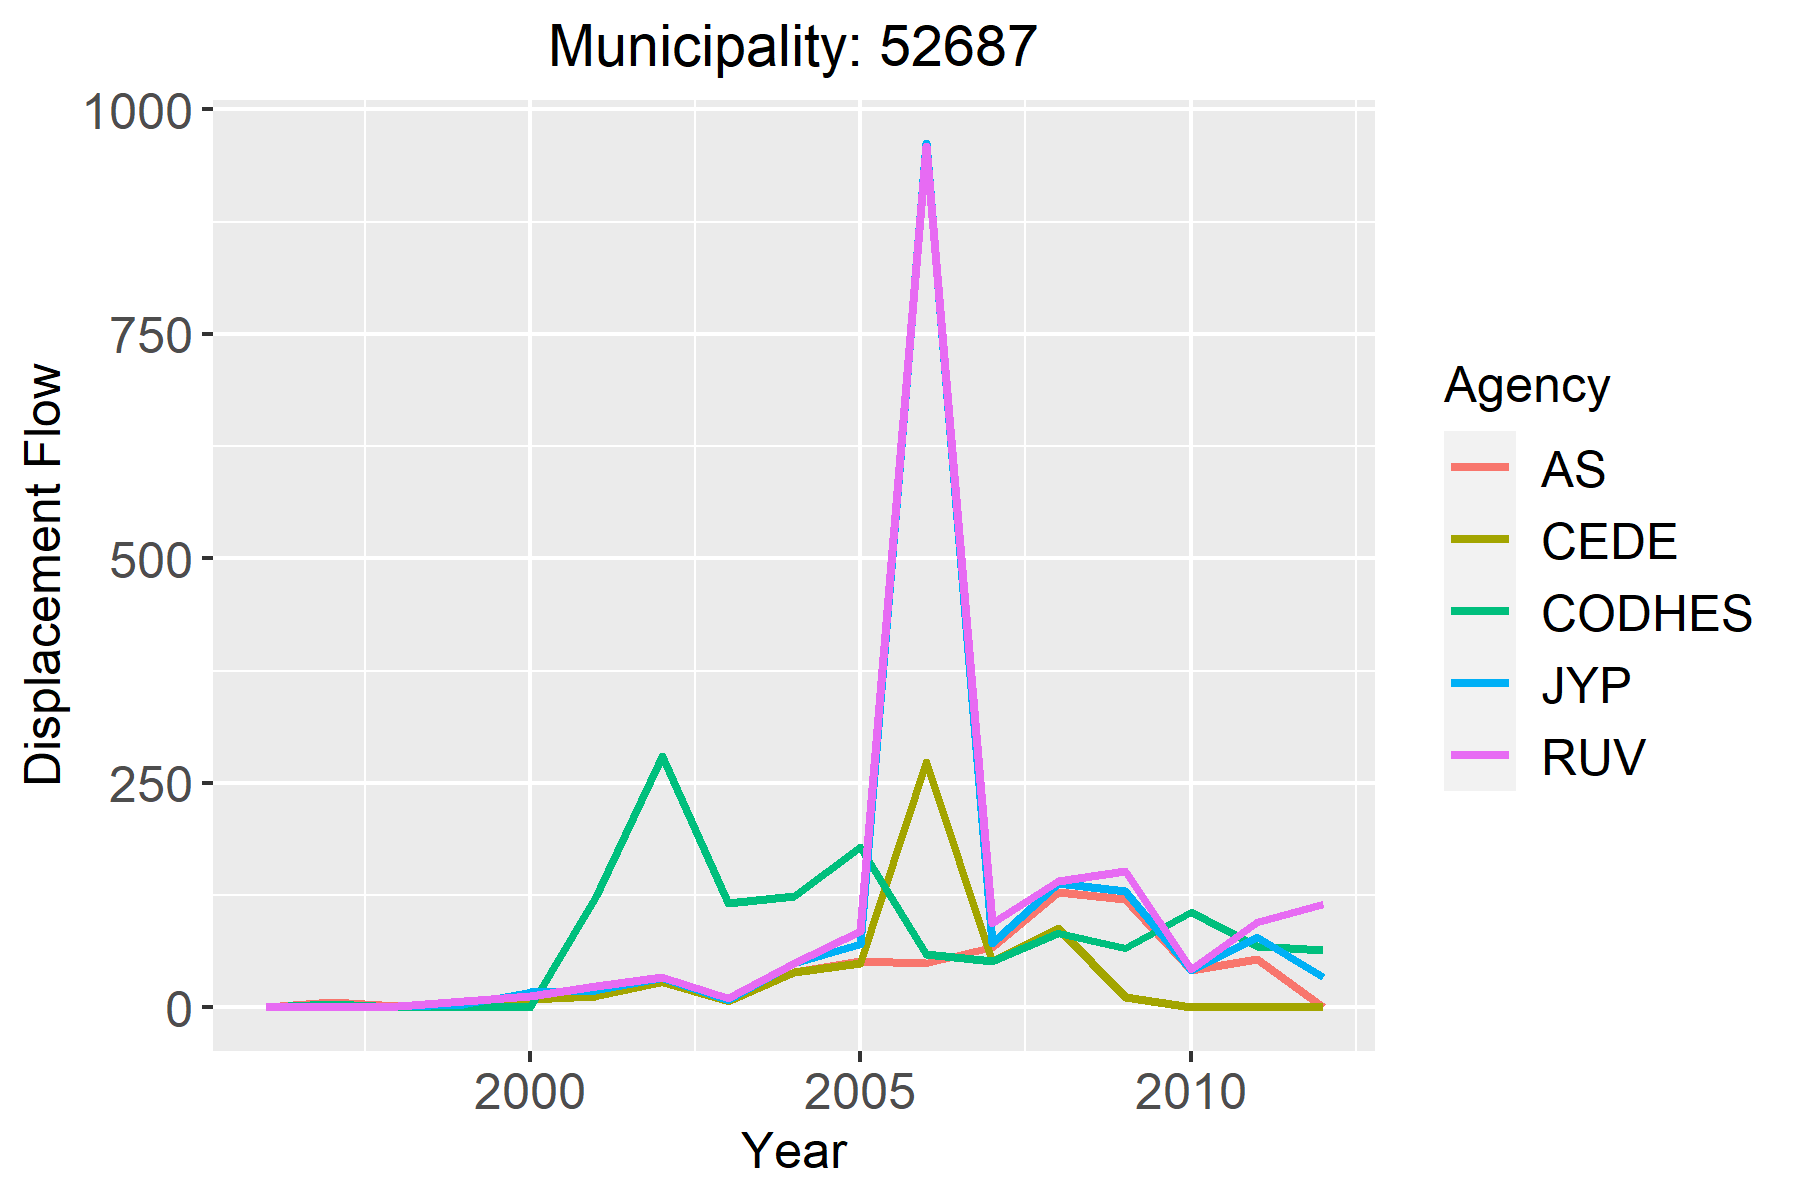 Municipality: 52687
1000
750
500
250
0
Displacement Flow
2000
2005
2010
Year
Agency
AS
CEDE
CODHES
JYP
RUV